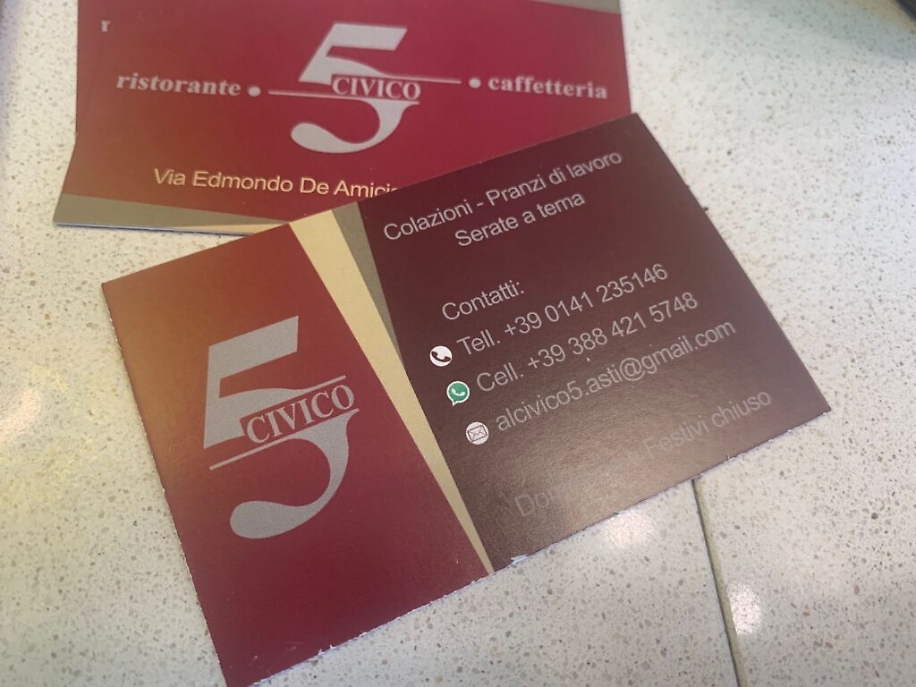 r
ristorante • 5 CIVICO • caffetteria
Via Edmondo De Amicis
5 CIVICO
Colazioni - Pranzi di lavoro
Serate a tema
Contatti:
Tell. +39 0141 235146
Cell. +39 388 421 5748
alcivico5.asti@gmail.com
Festivi chiuso